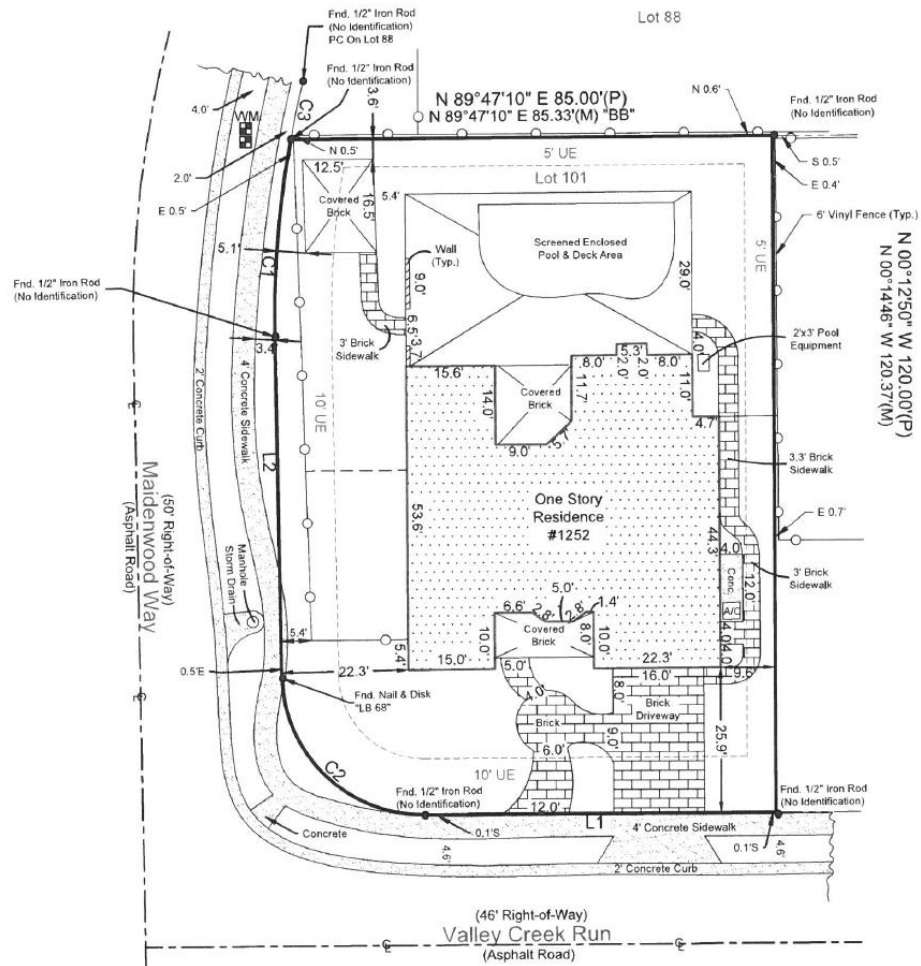 Lot 88
Fnd. 1/2" Iron Rod
(No Identification)
PC On Lot 88
Fnd. 1/2" Iron Rod
(No Identification)
4.0'
WM
C3
3.6'
N 89°47'10" E 85.00'(P)
N 89°47'10" E 85.33'(M) "BB"
N 0.6'
Fnd. 1/2" Iron Rod
(No Identification)
2.0'
N 0.5'
5' UE
S 0.5'
E 0.4'
E 0.5'
12.5'
Lot 101
5.4'
16.5'
Covered
Brick
6' Vinyl Fence (Typ.)
5' UE
N 00°12'50" W 120.00'(P)
N 00°14'46" W 120.37'(M)
Screened Enclosed
Pool & Deck Area
5.1'
C1
Wall
(Typ.)
9.0'
29.0'
Fnd. 1/2" Iron Rod
(No Identification)
6.5'
3.7'
3' Brick
Sidewalk
3.4'
2'x3' Pool
Equipment
4.0'
15.6'
8.0'
5.3'
2.0'
2.0'
8.0'
11.0'
11.7'
14.0'
Covered
Brick
9.0'
5.7'
4.7'
2' Concrete Curb
4' Concrete Sidewalk
10' UE
L2
3.3' Brick
Sidewalk
Maidenwood Way
(50' Right-of-Way)
(Asphalt Road)
53.6'
One Story
Residence
#1252
44.3'
E 0.7'
4.0'
Conc.
A/C
12.0'
3' Brick
Sidewalk
Manhole
Storm Drain
5.0'
6.6'
2.8'
2.8'
1.4'
8.0'
10.0'
Covered
Brick
10.0'
4.0'
4.0'
5.4'
5.4'
0.5'E
22.3'
15.0'
5.0'
22.3'
16.0'
9.6'
Fnd. Nail & Disk
"LB 68"
4.0'
8.0'
Brick
Driveway
Brick
9.0'
6.0'
25.9'
C2
10' UE
Fnd. 1/2" Iron Rod
(No Identification)
12.0'
Fnd. 1/2" Iron Rod
(No Identification)
Concrete
0.1'S
L1
4' Concrete Sidewalk
0.1'S
4.6'
4.6'
2' Concrete Curb
(46' Right-of-Way)
Valley Creek Run
(Asphalt Road)